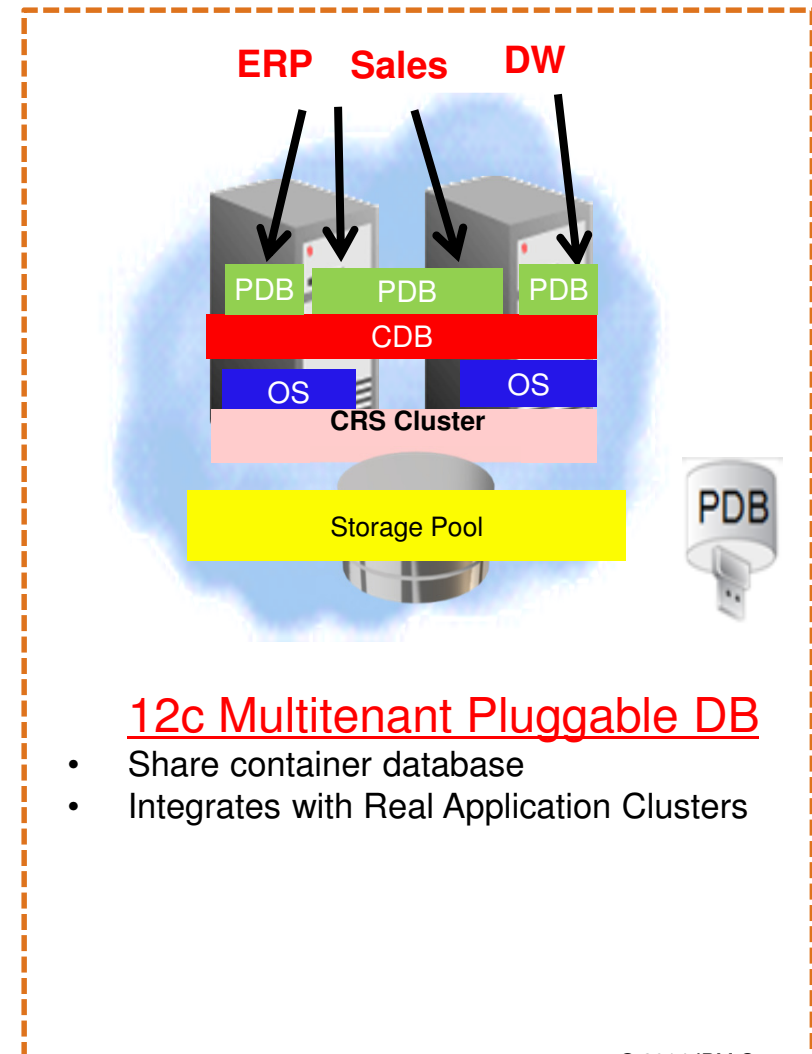 ERP Sales DW
PDB PDB PDB
CDB
OS OS
CRS Cluster
Storage Pool
PDB
12c Multitenant Pluggable DB
• Share container database
• Integrates with Real Application Clusters